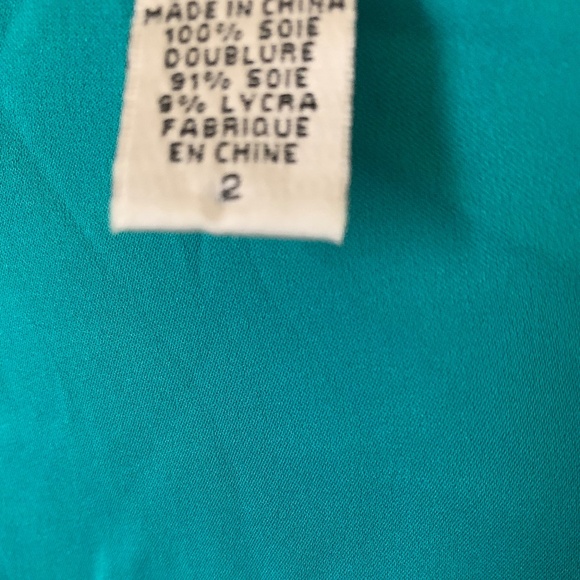 MADE IN CHINA
100% SOIE
DOUBLURE
91% SOIE
9% LYCRA
FABRIQUE
EN CHINE
2